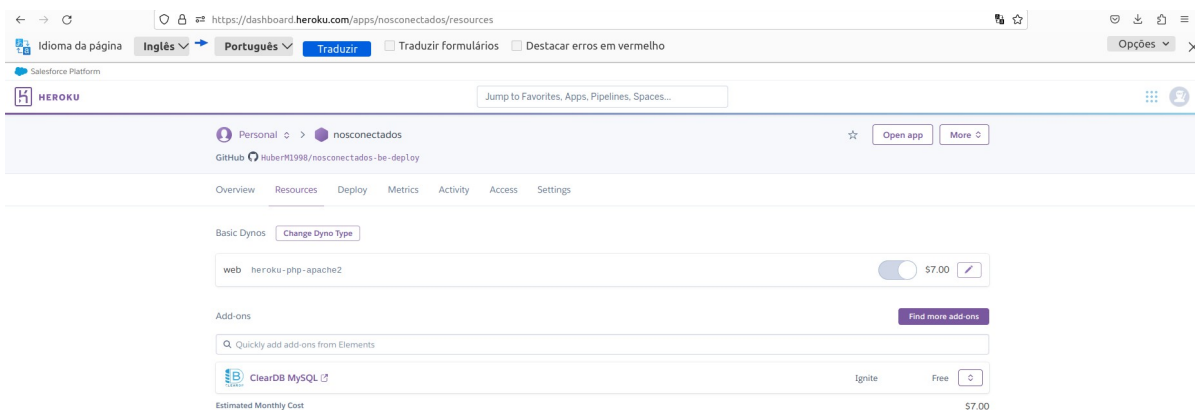 https://dashboard.heroku.com/apps/nosconectados/resources
Idioma da página Inglês Português Traduzir Traduzir formulários Destacar erros em vermelho Opções
Salesforce Platform
HEROKU Jump to Favorites, Apps, Pipelines, Spaces...
Personal > nosconectados Open app More
GitHub HuberM1998/nosconectados-be-deploy
Overview Resources Deploy Metrics Activity Access Settings
Basic Dynos Change Dyno Type
web heroku-php-apache2 $7.00
Add-ons Find more add-ons
Quickly add add-ons from Elements
ClearDB MySQL Ignite Free
Estimated Monthly Cost $7.00